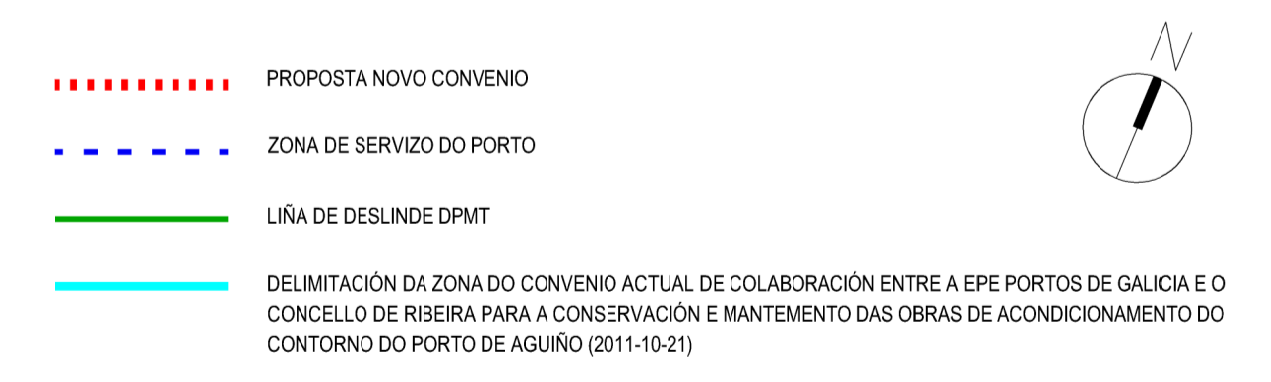 PROPOSTA NOVO CONVENIO
N
ZONA DE SERVIZO DO PORTO
LIÑA DE DESLINDE DPMT
DELIMITACIÓN DA ZONA DO CONVENIO ACTUAL DE COLABORACIÓN ENTRE A EPE PORTOS DE GALICIA E O
CONCELLO DE RIBEIRA PARA A CONSERVACIÓN E MANTEMENTO DAS OBRAS DE ACONDICIONAMENTO DO
CONTORNO DO PORTO DE AGUIÑO (2011-10-21)